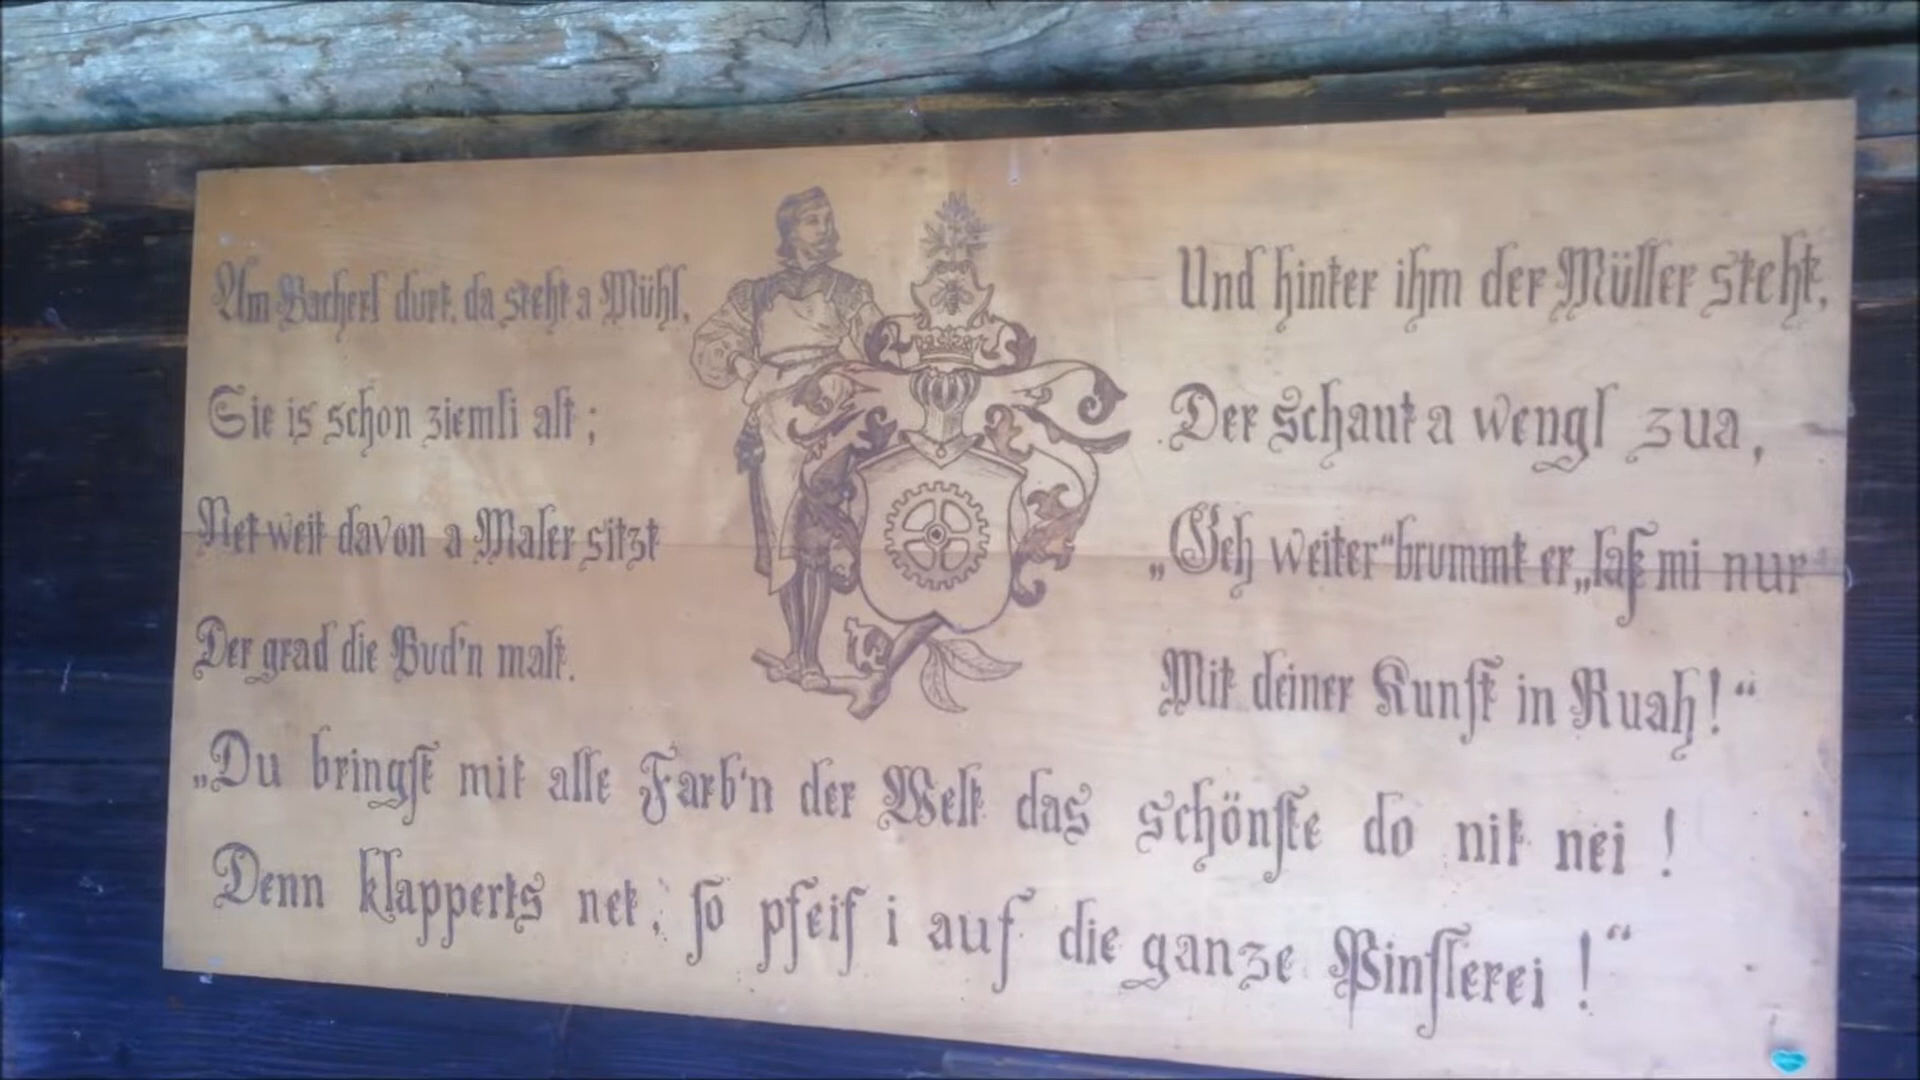 Am Bacherl durt, da steht a Mühl,
Sie is schon ziemli alt;
Net weit davon a Maler sitzt
Der grad die Bud'n malt.
Und hinter ihm der Müller steht,
Der schaut a wengl zua,
„Geh weiter“ brummt er „laß mi nur
Mit deiner Kunst in Ruah!“
„Du bringst mit alle Farb'n der Welt das schönste do nit nei!
Denn klapperts net, so pfeif i auf die ganze Pinslerei!“